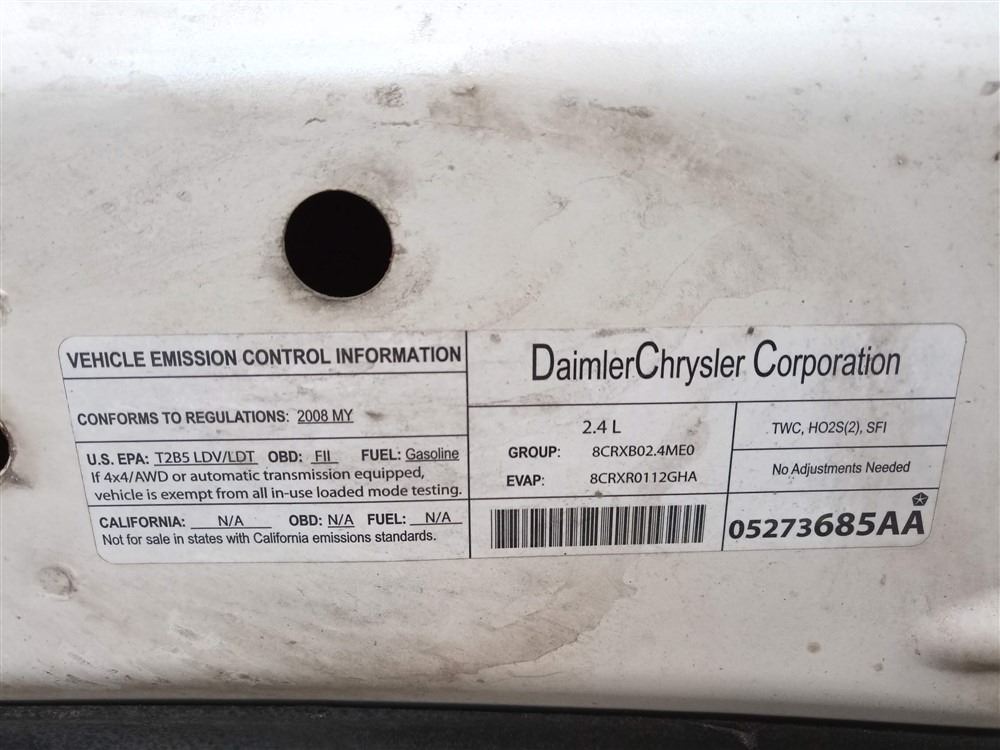 VEHICLE EMISSION CONTROL INFORMATION
CONFORMS TO REGULATIONS: 2008 MY
U.S. EPA: T2B5 LDV/LDT OBD: FII FUEL: Gasoline
If 4x4/AWD or automatic transmission equipped,
vehicle is exempt from all in-use loaded mode testing.
CALIFORNIA: N/A OBD: N/A FUEL: N/A
Not for sale in states with California emissions standards.
DaimlerChrysler Corporation
2.4 L
GROUP: 8CRXB02.4ME0
EVAP: 8CRXR0112GHA
TWC, HO2S(2), SFI
No Adjustments Needed
05273685AA